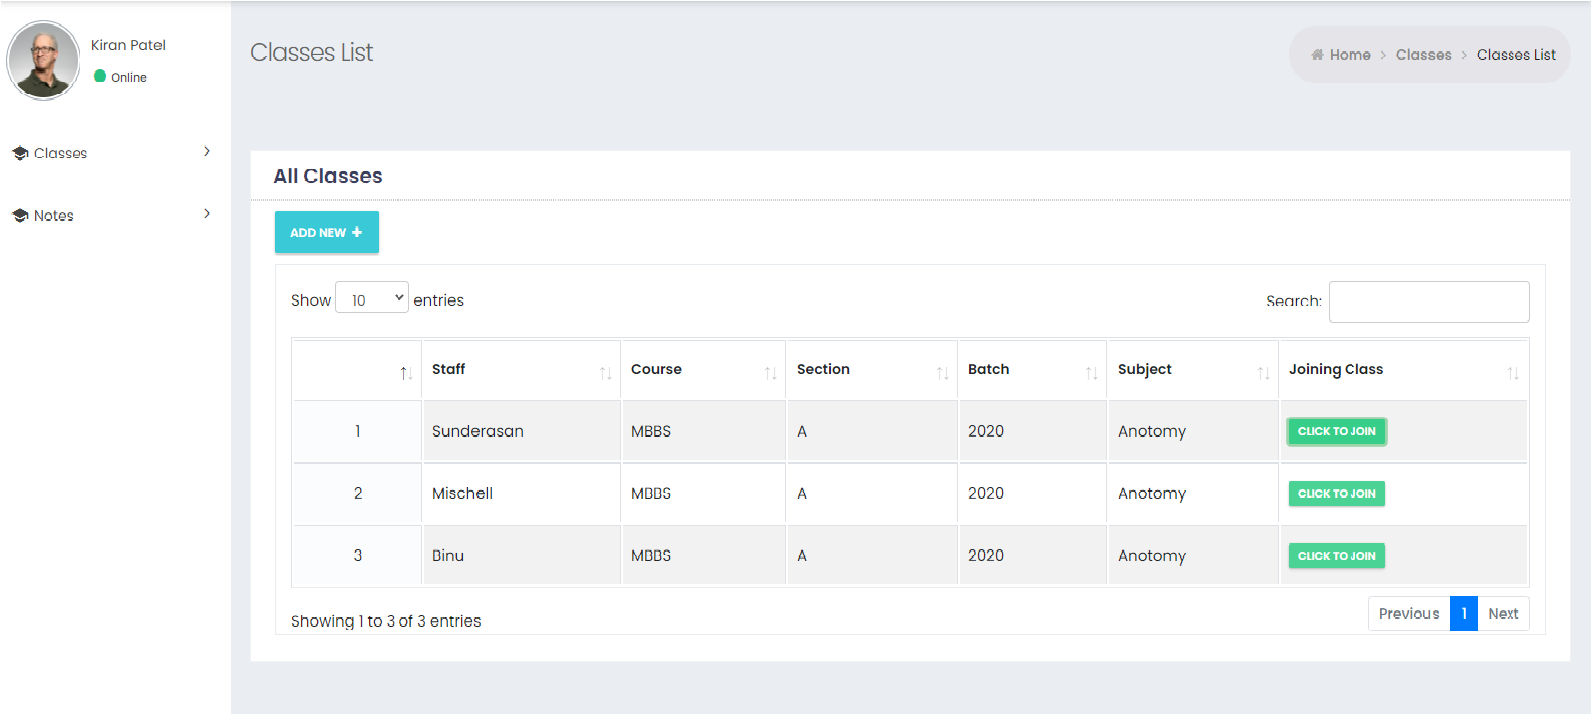 Kiran Patel
Online
Classes
Notes
Classes List
Home > Classes > Classes List
All Classes
ADD NEW +
Show 10 entries
Search:
Staff Course Section Batch Subject Joining Class
1 Sunderasan MBBS A 2020 Anotomy CLICK TO JOIN
2 Mischell MBBS A 2020 Anotomy CLICK TO JOIN
3 Binu MBBS A 2020 Anotomy CLICK TO JOIN
Showing 1 to 3 of 3 entries
Previous 1 Next